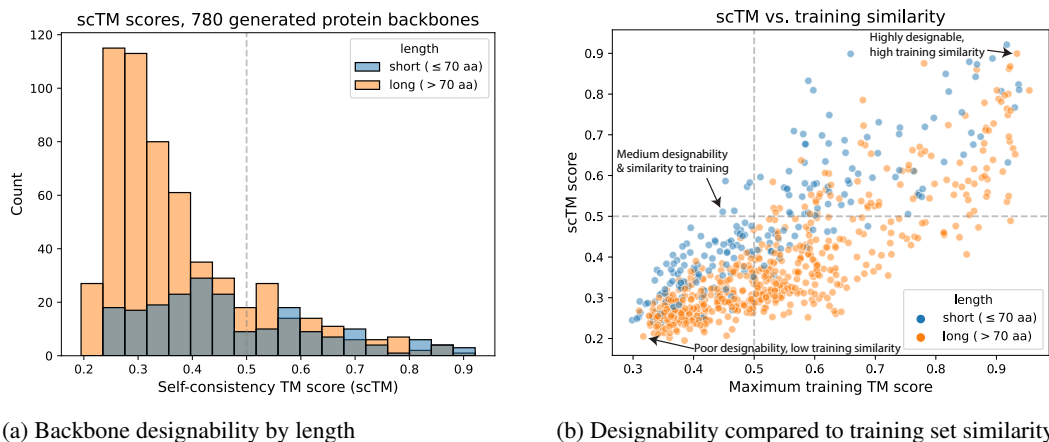 scTM scores, 780 generated protein backbones
120
100
80
60
40
20
0
Count
length
short (≤ 70 aa)
long (> 70 aa)
0.2 0.3 0.4 0.5 0.6 0.7 0.8 0.9
Self-consistency TM score (scTM)
(a) Backbone designability by length
scTM vs. training similarity
0.9
0.8
0.7
0.6
0.5
0.4
0.3
0.2
scTM score
Highly designable,
high training similarity
Medium designability
& similarity to training
Poor designability, low training similarity
length
short (≤ 70 aa)
long (> 70 aa)
0.3 0.4 0.5 0.6 0.7 0.8 0.9
Maximum training TM score
(b) Designability compared to training set similarity